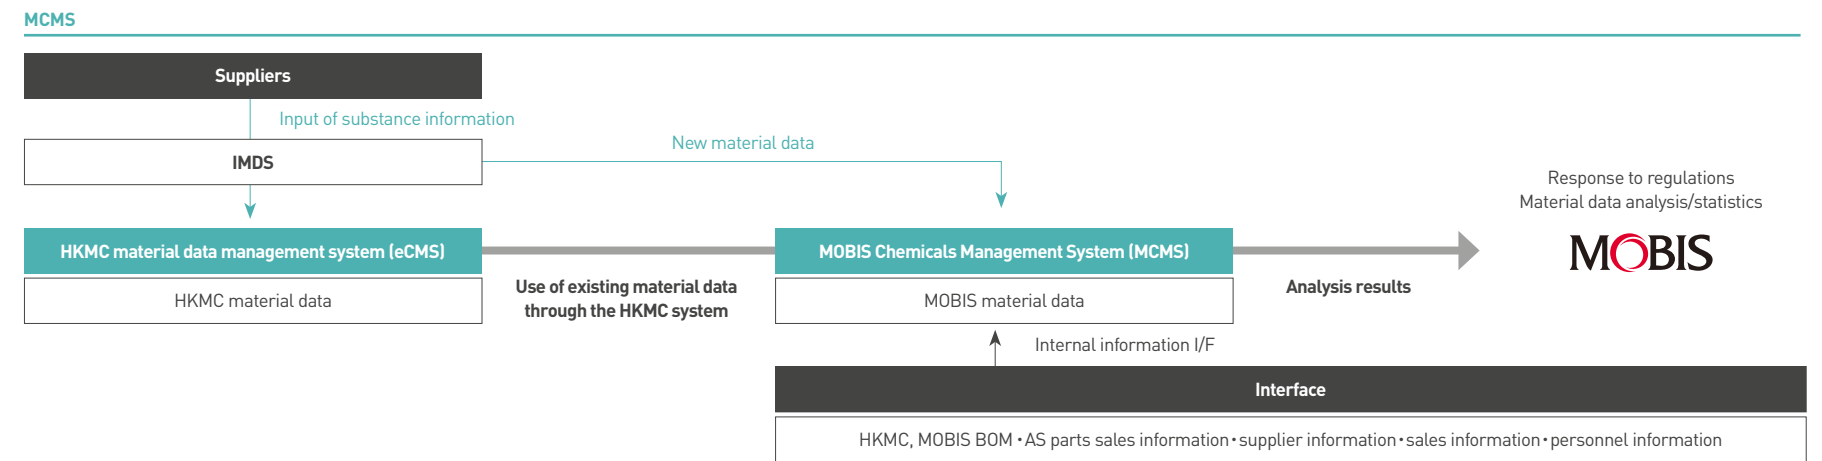 MCMS
Suppliers
Input of substance information
IMDS
New material data
HKMC material data management system (eCMS)
HKMC material data
Use of existing material data
through the HKMC system
MOBIS Chemicals Management System (MCMS)
MOBIS material data
Analysis results
Response to regulations
Material data analysis/statistics
MOBIS
Internal information I/F
Interface
HKMC, MOBIS BOM · AS parts sales information · supplier information · sales information · personnel information